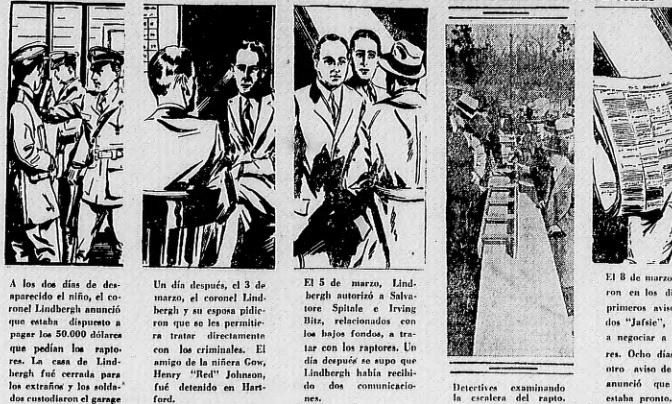 A los dos días de des-
aparecido el niño, el co-
ronel Lindbergh anunció
que estaba dispuesto a
pagar los 50.000 dólares
que pedían los rapto-
res. La casa de Lind-
bergh fué cerrada para
los extraños y los solda-
dos custodiaron el garage
Un día después, el 3 de
marzo, el coronel Lind-
bergh y su esposa pidie-
ron que se les permitie-
ra tratar directamente
con los criminales. El
amigo de la niñera Gow,
Henry "Red" Johnson,
fué detenido en Hart-
ford.
El 5 de marzo, Lind-
bergh autorizó a Salva-
tore Spitale e Irving
Bitz, relacionados con
los bajos fondos, a tra-
tar con los raptores. Un
día después se supo que
Lindbergh había recibi-
do dos comunicacio-
nes.
Detectives examinando
la escalera del rapto.
El 8 de marzo
ron en los di
primeros aviso
dos "Jafsie",
a negociar a
res. Ocho días
otro aviso de
anunció que
estaba pronto.